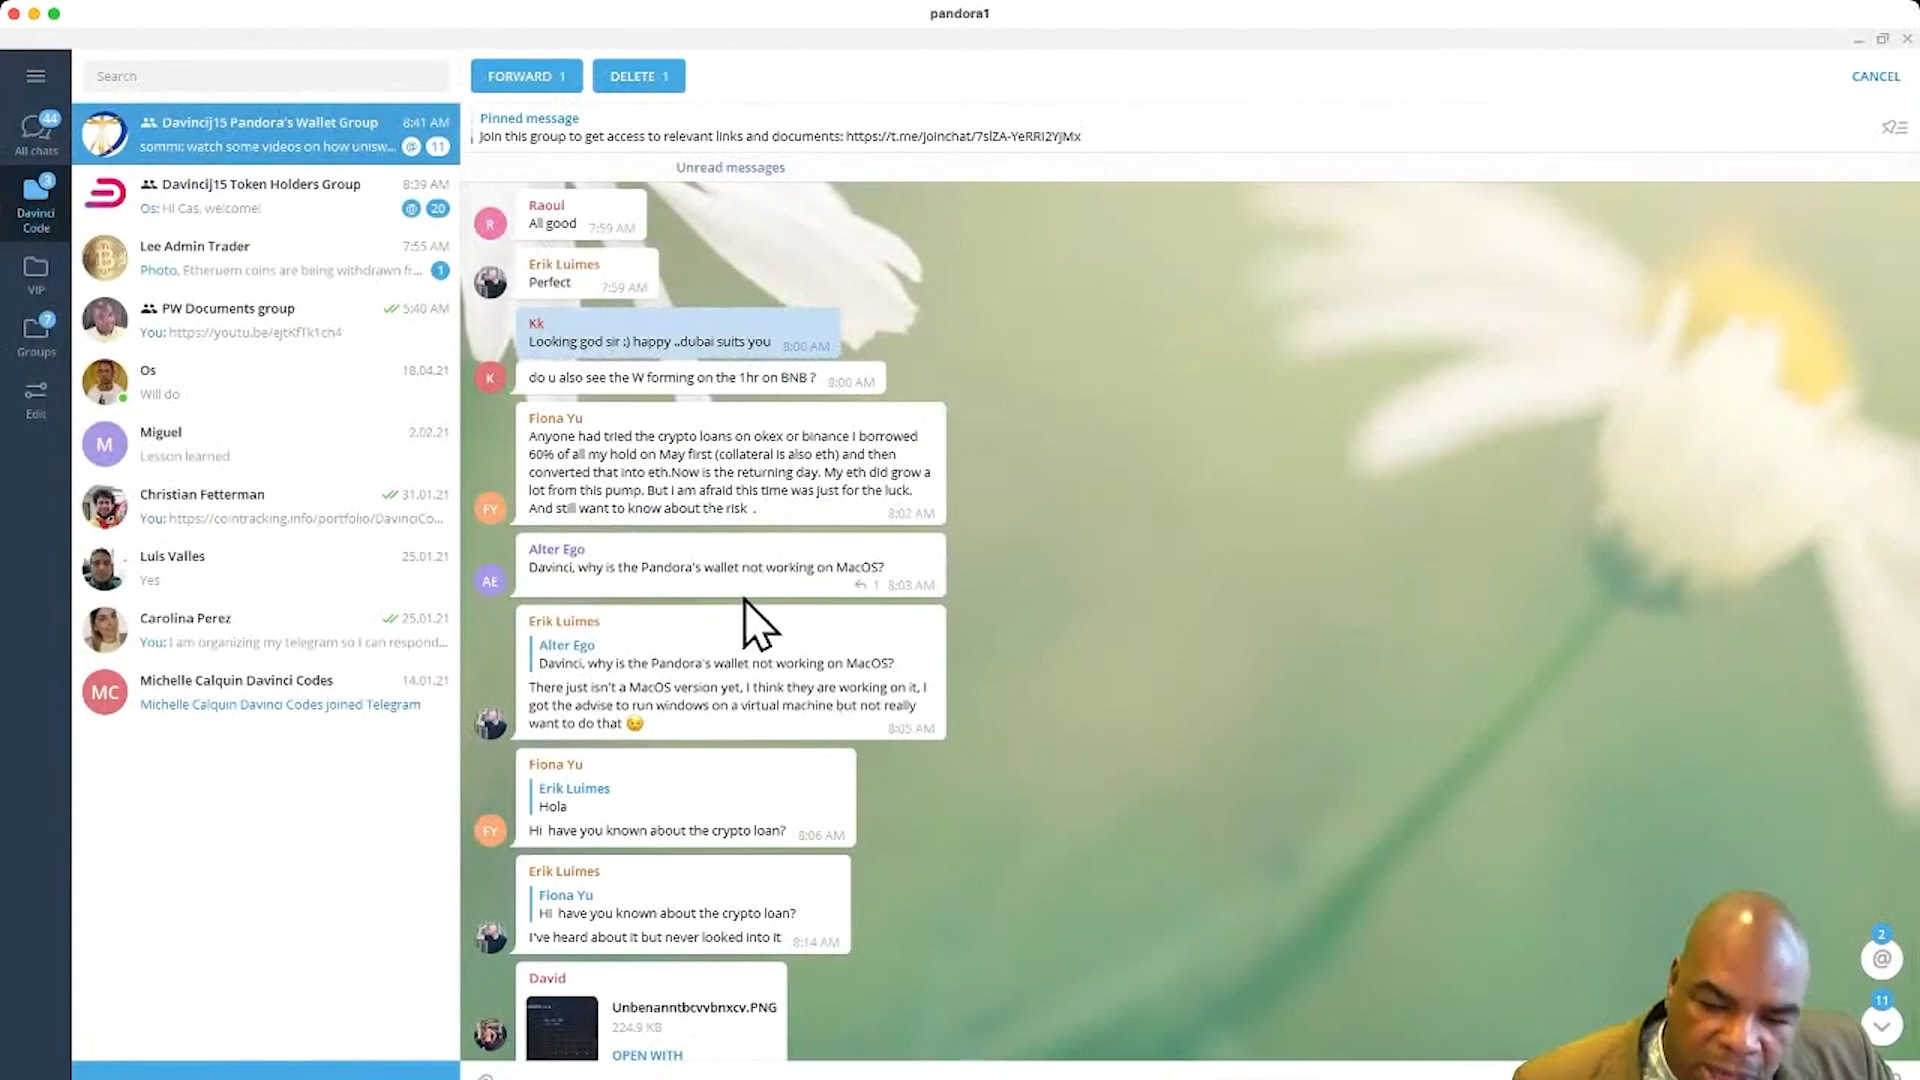 pandora1
Search
FORWARD 1
DELETE 1
CANCEL
44
All chats
3
Davinci
Code
VIP
7
Groups
Edit
Davincij15 Pandora's Wallet Group 8:41 AM
sommi: watch some videos on how unisw... @ 11
Davincij15 Token Holders Group 8:39 AM
Os: Hi Cas, welcome! @ 20
Lee Admin Trader 7:55 AM
Photo, Etheruem coins are being withdrawn fr... 1
PW Documents group 5:40 AM
You: https://youtu.be/ejtKfTk1ch4
Os 18.04.21
Will do
M
Miguel 2.02.21
Lesson learned
Christian Fetterman 31.01.21
You: https://cointracking.info/portfolio/DavinciCo...
Luis Valles 25.01.21
Yes
Carolina Perez 25.01.21
You: I am organizing my telegram so I can respond...
MC
Michelle Calquin Davinci Codes 14.01.21
Michelle Calquin Davinci Codes joined Telegram
Pinned message
Join this group to get access to relevant links and documents: https://t.me/joinchat/7slZA-YeRRI2YjMx
Unread messages
Raoul
R
All good 7:59 AM
Erik Luimes
Perfect 7:59 AM
Kk
Looking god sir :) happy ..dubai suits you 8:00 AM
K
do u also see the W forming on the 1hr on BNB ? 8:00 AM
Fiona Yu
Anyone had tried the crypto loans on okex or binance I borrowed
60% of all my hold on May first (collateral is also eth) and then
converted that into eth.Now is the returning day. My eth did grow a
lot from this pump. But i am afraid this time was just for the luck.
And still want to know about the risk .
FY
8:02 AM
Alter Ego
Davinci, why is the Pandora's wallet not working on MacOS?
AE
1 8:03 AM
Erik Luimes
Alter Ego
Davinci, why is the Pandora's wallet not working on MacOS?
There just isn't a MacOS version yet, I think they are working on it, I
got the advise to run windows on a virtual machine but not really
want to do that 😥
8:05 AM
Fiona Yu
Erik Luimes
Hola
FY
Hi have you known about the crypto loan? 8:06 AM
Erik Luimes
Fiona Yu
Hi have you known about the crypto loan?
I've heard about it but never looked into it 8:14 AM
David
Unbenanntbcvvbnxcv.PNG
224.9 KB
OPEN WITH
2
@
11